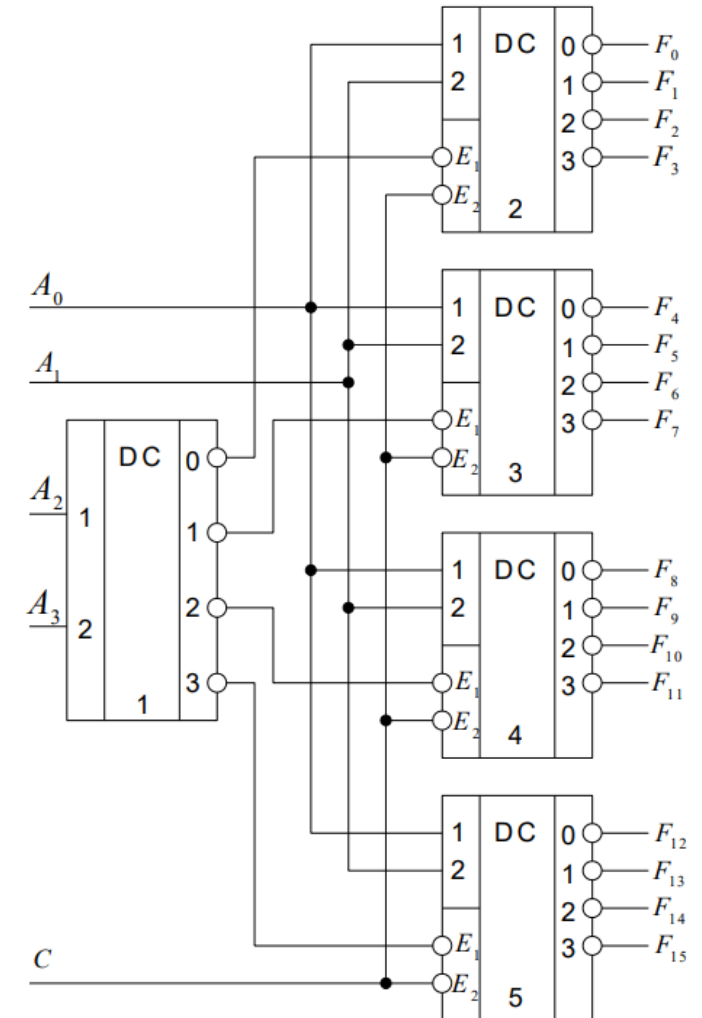 1 DC 0 F₀
2 1 F₁
2 F₂
E₁ 3 F₃
E₂ 2
A₀ 1 DC 0 F₄
2 1 F₅
A₁ 2 F₆
E₁ 3 F₇
E₂ 3
DC 0
A₂ 1
1
A₃ 2
2
3
1
1 DC 0 F₈
2 1 F₉
2 F₁₀
E₁ 3 F₁₁
E₂ 4
1 DC 0 F₁₂
2 1 F₁₃
2 F₁₄
E₁ 3 F₁₅
C E₂ 5